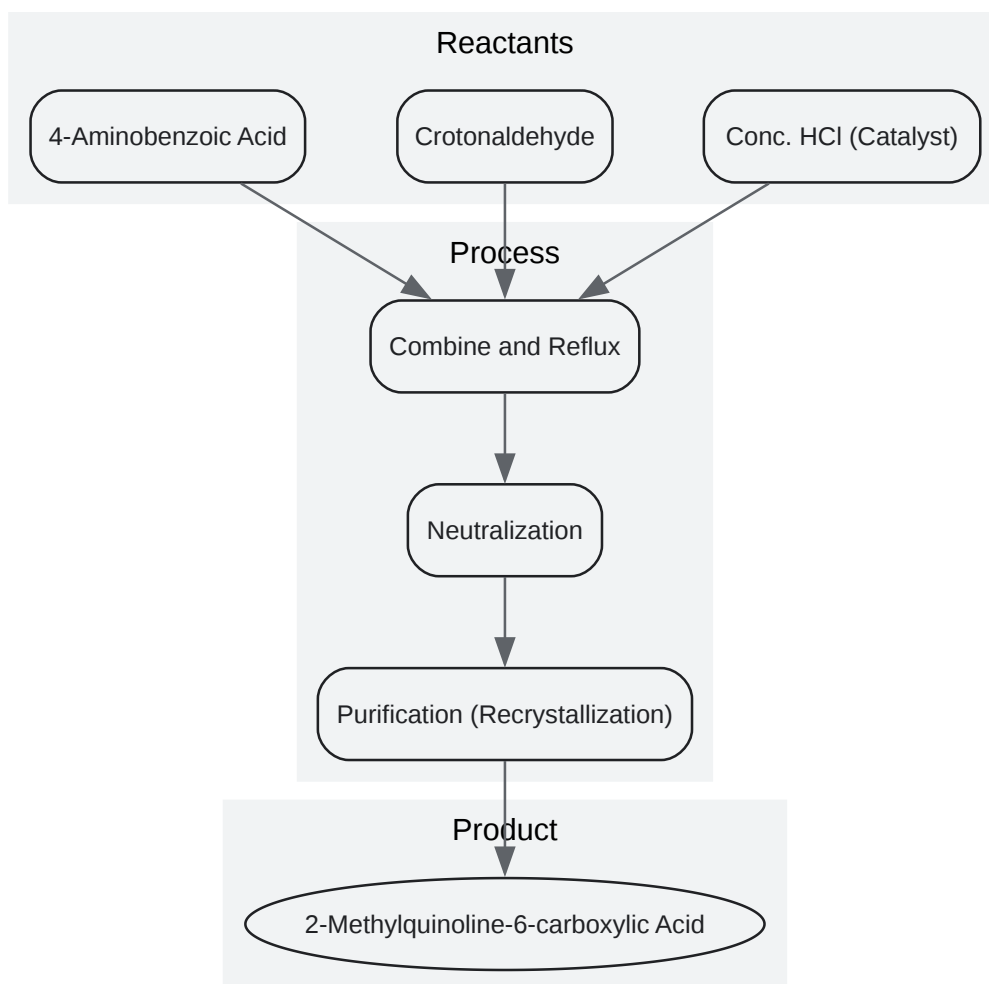 Reactants
4-Aminobenzoic Acid
Crotonaldehyde
Conc. HCl (Catalyst)
Process
Combine and Reflux
Neutralization
Purification (Recrystallization)
Product
2-Methylquinoline-6-carboxylic Acid